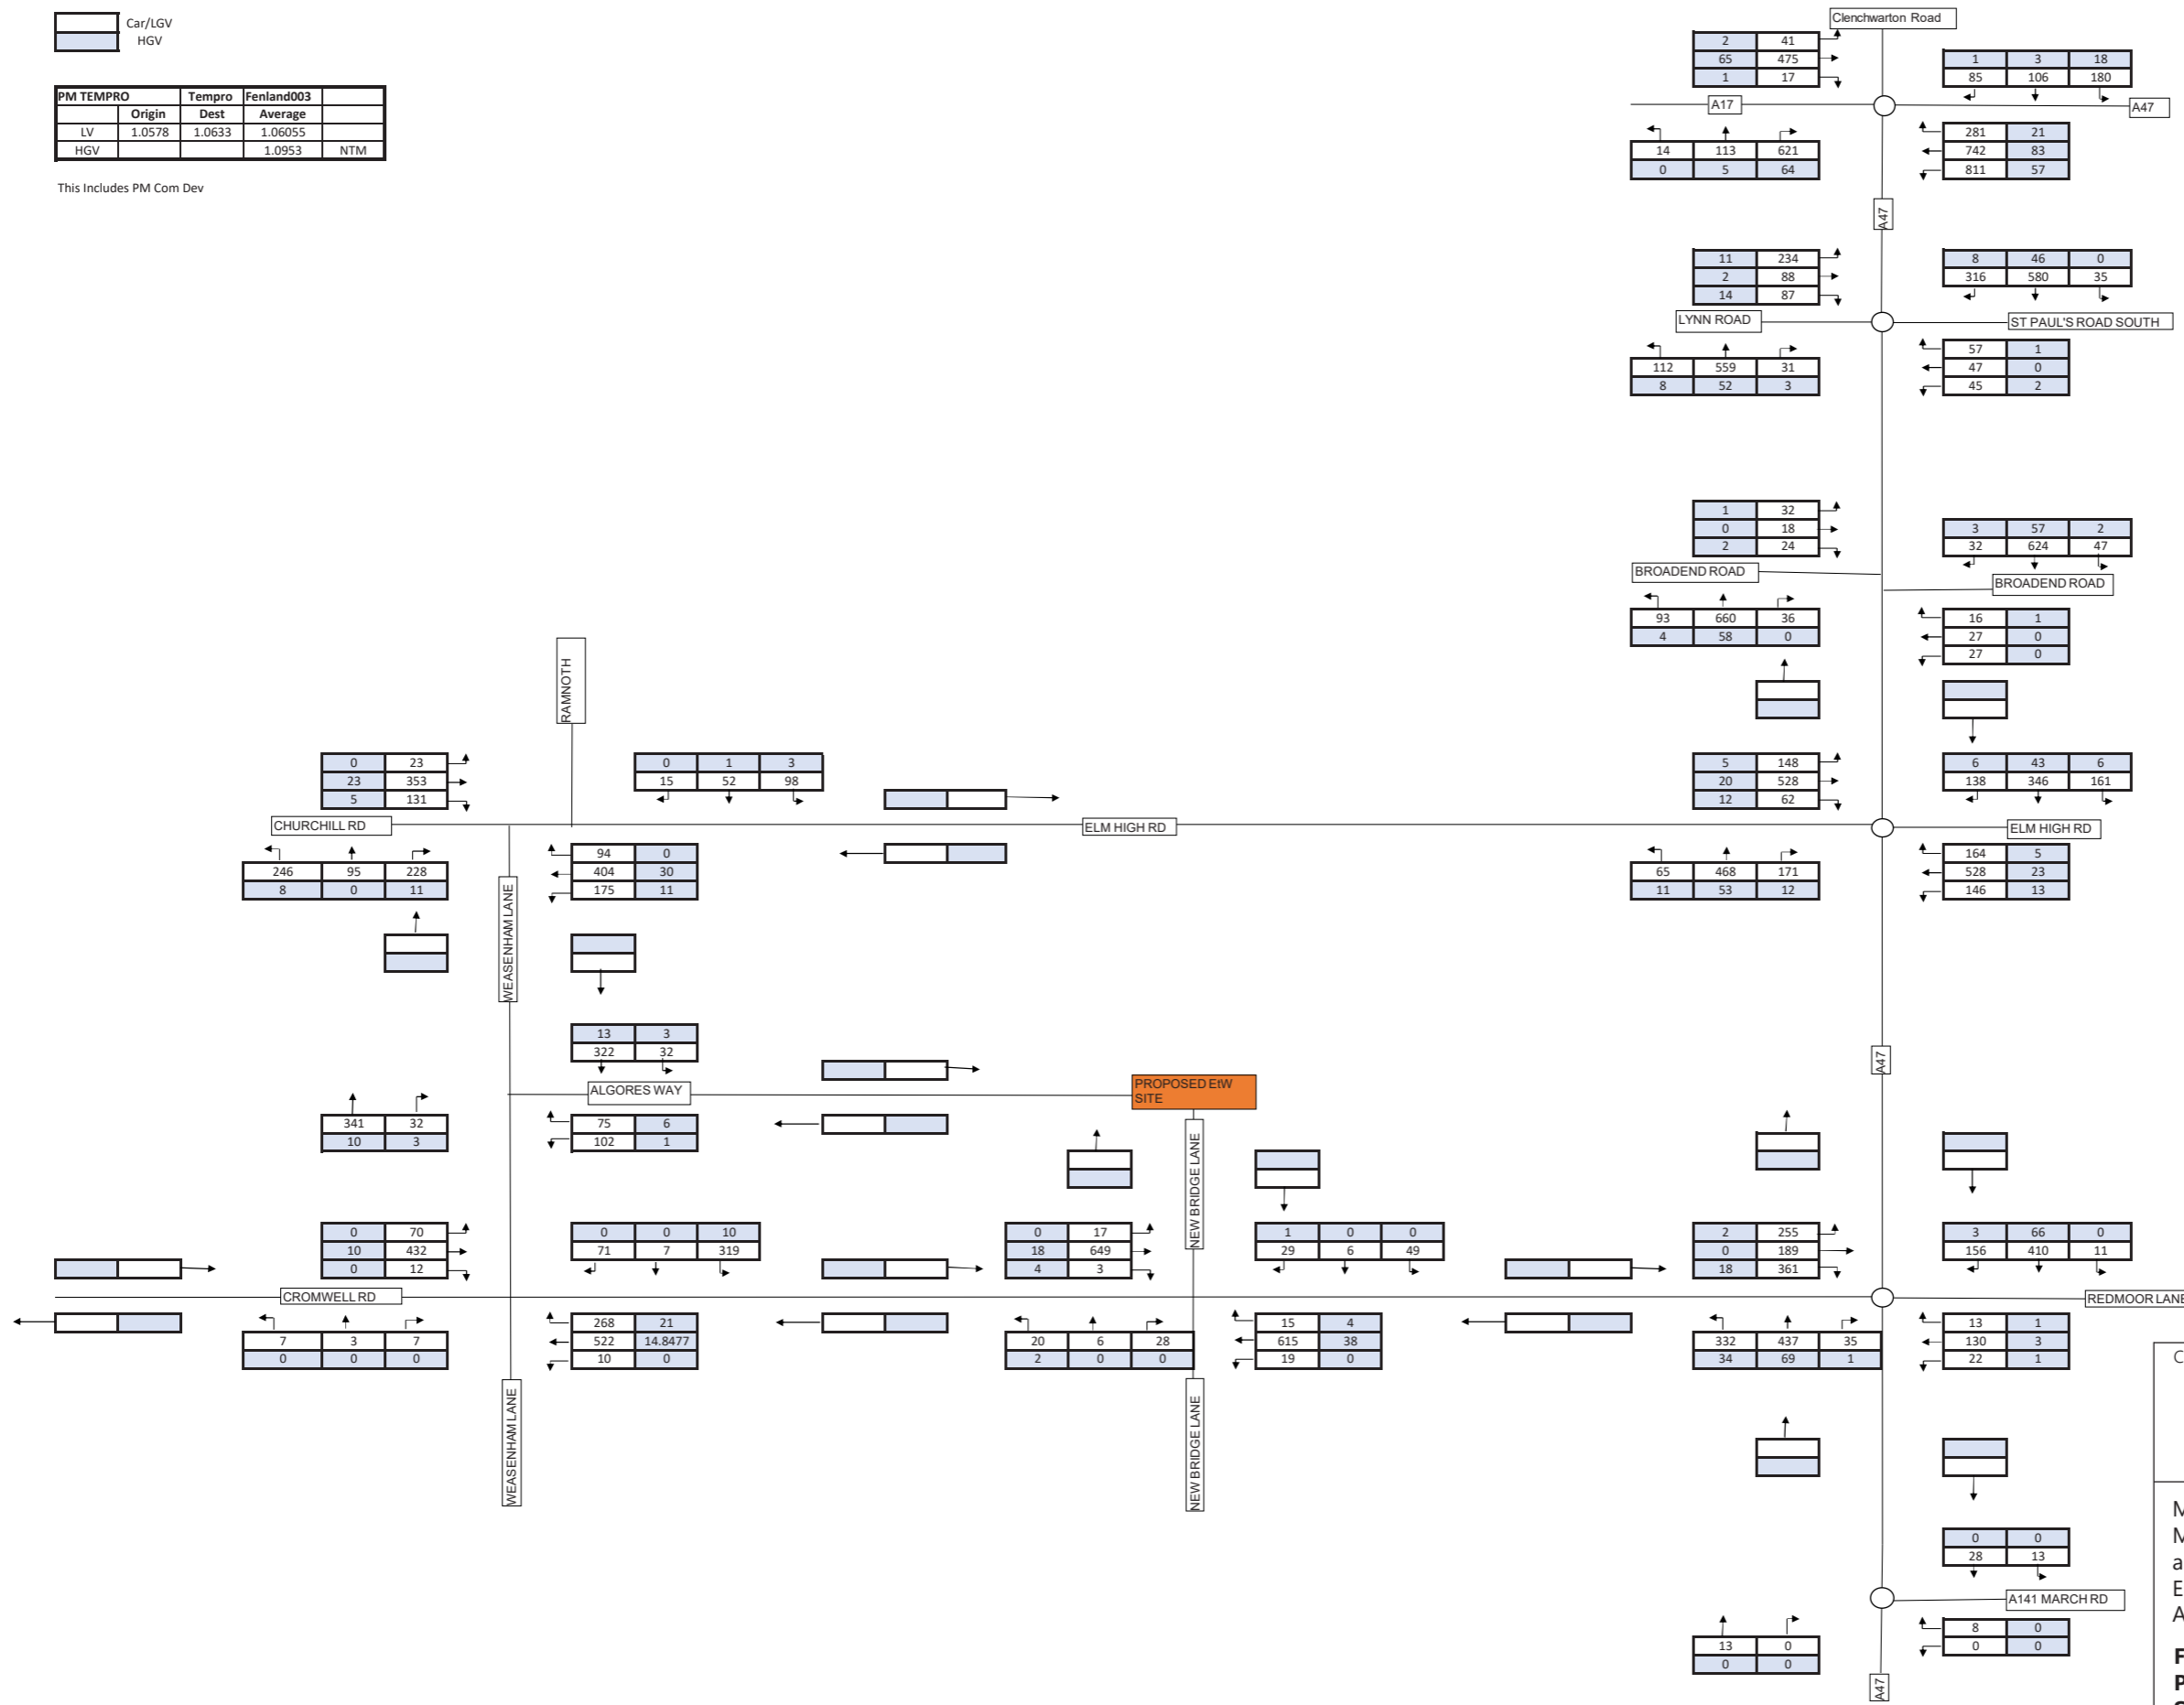 Car/LGV
HGV
PM TEMPRO Tempro Fenland003
Origin Dest Average
LV 1.0578 1.0633 1.06055
HGV 1.0953 NTM
This Includes PM Com Dev
Clenchwarton Road
2 41
65 475
1 17
1 3 18
85 106 180
A17
A47
14 113 621
0 5 64
281 21
742 83
811 57
A47
11 234
2 88
14 87
8 46 0
316 580 35
LYNN ROAD
ST PAUL'S ROAD SOUTH
112 559 31
8 52 3
57 1
47 0
45 2
1 32
0 18
2 24
3 57 2
32 624 47
BROADEND ROAD
BROADEND ROAD
93 660 36
4 58 0
16 1
27 0
27 0
RAMNOTH
0 23
23 353
5 131
0 1 3
15 52 98
5 148
20 528
12 62
6 43 6
138 346 161
CHURCHILL RD
ELM HIGH RD
ELM HIGH RD
246 95 228
8 0 11
94 0
404 30
175 11
65 468 171
11 53 12
164 5
528 23
146 13
WEASENHAM LANE
13 3
322 32
A47
ALGORES WAY
PROPOSED EtW
SITE
341 32
10 3
75 6
102 1
NEW BRIDGE LANE
0 70
10 432
0 12
0 0 10
71 7 319
0 17
18 649
4 3
1 0 0
29 6 49
2 255
0 189
18 361
3 66 0
156 410 11
CROMWELL RD
REDMOOR LANE
7 3 7
0 0 0
268 21
522 14.8477
10 0
20 6 28
2 0 0
15 4
615 38
19 0
332 437 35
34 69 1
13 1
130 3
22 1
WEASENHAM LANE
NEW BRIDGE LANE
0 0
28 13
A141 MARCH RD
13 0
0 0
8 0
0 0
A47
C
M
M
a
E
A
F